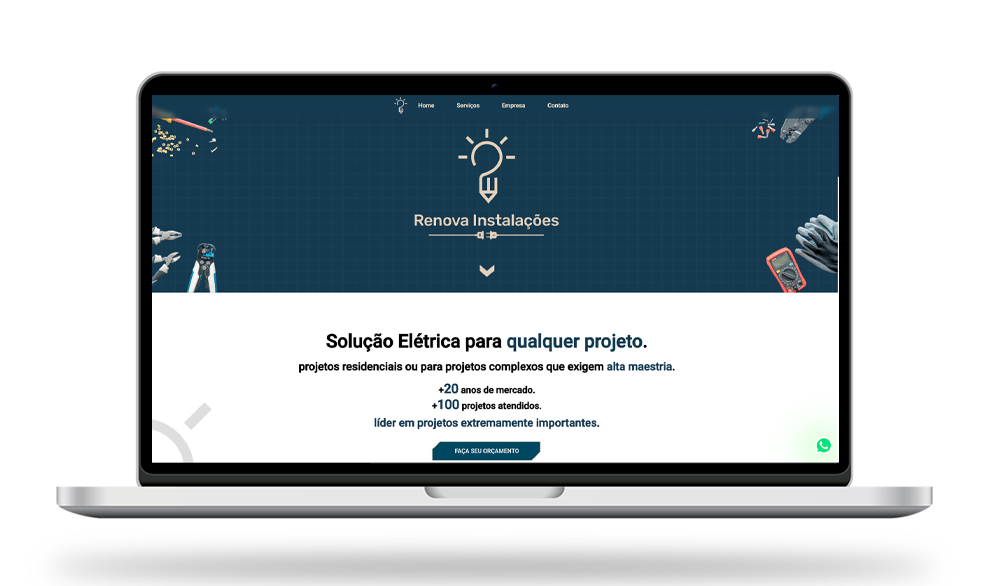 Home Serviços Empresa Contato
Renova Instalações
Solução Elétrica para qualquer projeto.
projetos residenciais ou para projetos complexos que exigem alta maestria.
+20 anos de mercado.
+100 projetos atendidos.
líder em projetos extremamente importantes.
FAÇA SEU ORÇAMENTO